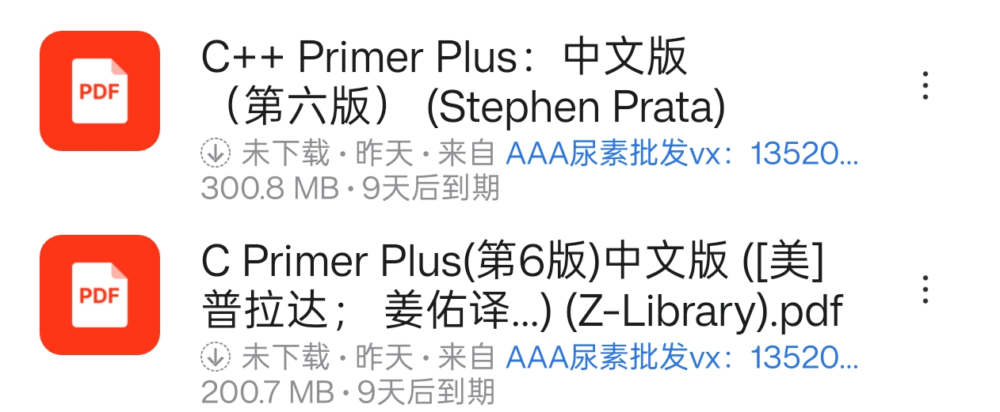 C++ Primer Plus：中文版
PDF
（第六版） (Stephen Prata)
未下载 · 昨天 · 来自 AAA尿素批发vx：13520...
300.8 MB · 9天后到期
C Primer Plus(第6版)中文版 ([美]
PDF
普拉达； 姜佑译...) (Z-Library).pdf
未下载 · 昨天 · 来自 AAA尿素批发vx：13520...
200.7 MB · 9天后到期